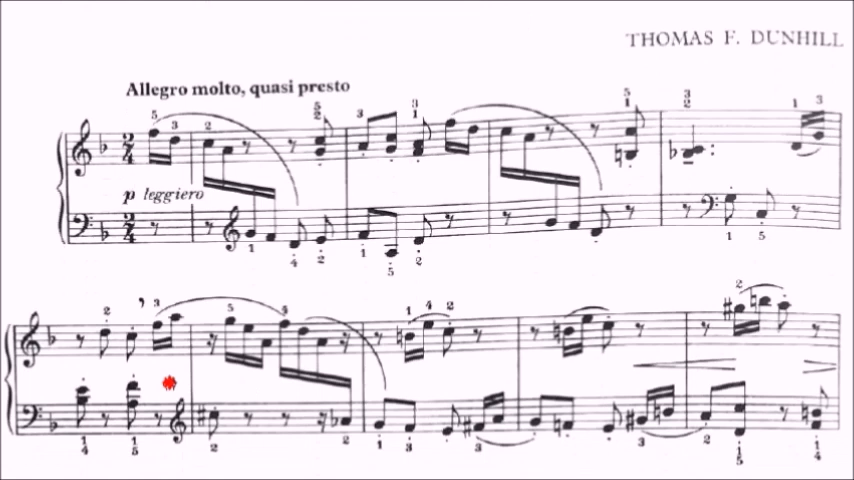 THOMAS F. DUNHILL
Allegro molto, quasi presto
p leggiero